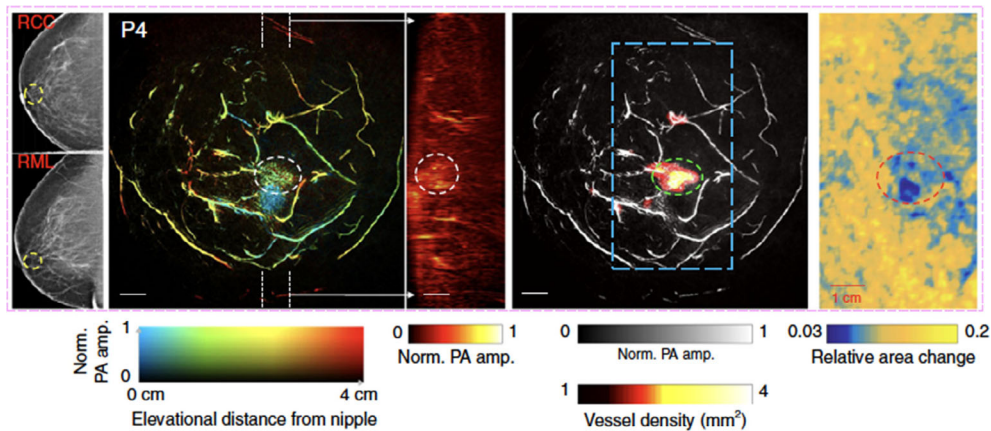 RCC
RML
P4
1 cm
Norm.
PA amp.
1
0
0 cm
4 cm
Elevational distance from nipple
0
1
Norm. PA amp.
0
1
Norm. PA amp.
1
4
Vessel density (mm²)
0.03
0.2
Relative area change